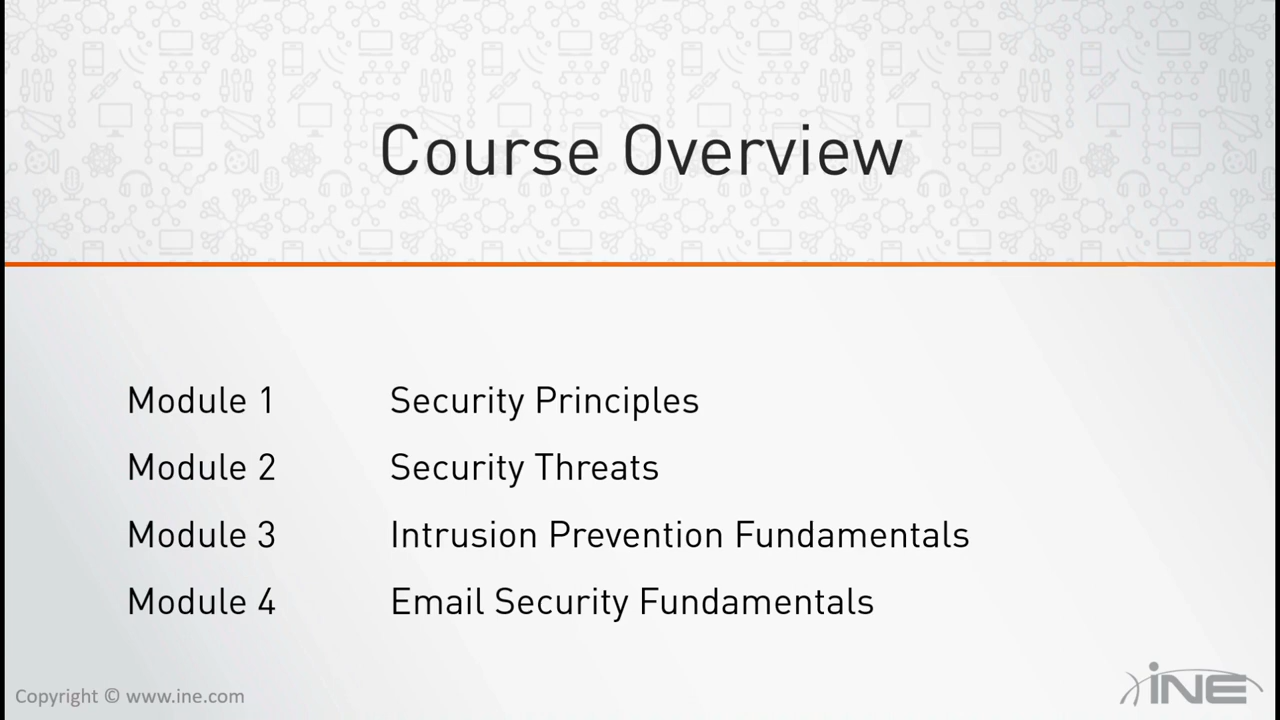 Course Overview
Module 1 Security Principles
Module 2 Security Threats
Module 3 Intrusion Prevention Fundamentals
Module 4 Email Security Fundamentals
Copyright © www.ine.com
iNE